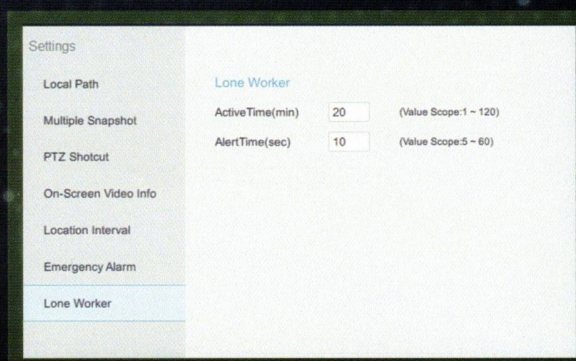 Settings
Local Path
Multiple Snapshot
PTZ Shotcut
On-Screen Video Info
Location Interval
Emergency Alarm
Lone Worker
Lone Worker
ActiveTime(min) 20 (Value Scope:1 ~ 120)
AlertTime(sec) 10 (Value Scope:5 ~ 60)